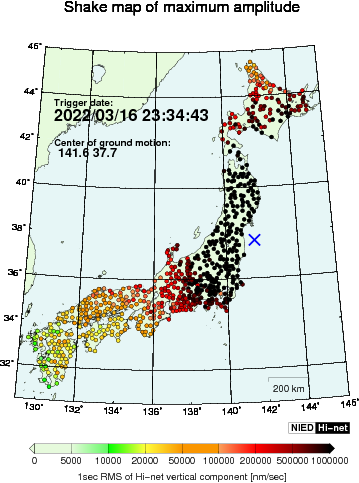 Shake map of maximum amplitude
45°
44°
42°
40°
38°
36°
34°
32°
Trigger date:
2022/03/16 23:34:43
Center of ground motion:
141.6 37.7
200 km
130° 132° 134° 136° 138° 140° 142° 144° 145°
NIED Hi-net
0 5000 10000 20000 50000 100000 200000 500000 1000000
1sec RMS of Hi-net vertical component [nm/sec]